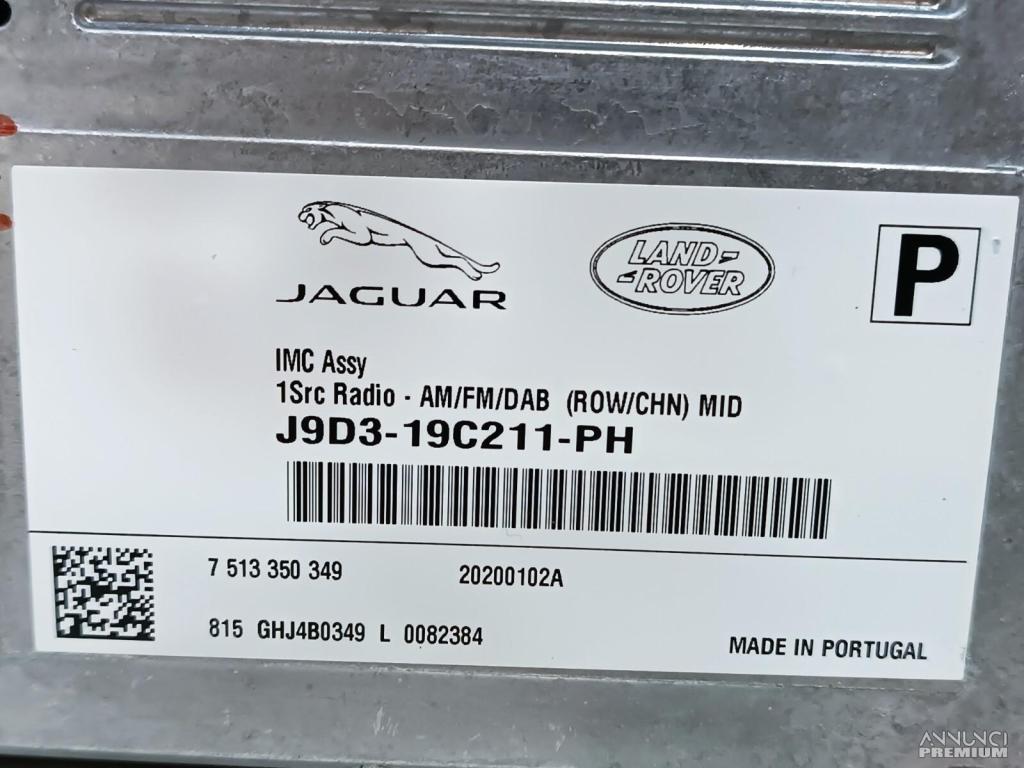 JAGUAR
LAND-
-ROVER
P
IMC Assy
1Src Radio - AM/FM/DAB (ROW/CHN) MID
J9D3-19C211-PH
7 513 350 349 20200102A
815 GHJ4B0349 L 0082384
MADE IN PORTUGAL
ANNUNCI
PREMIUM